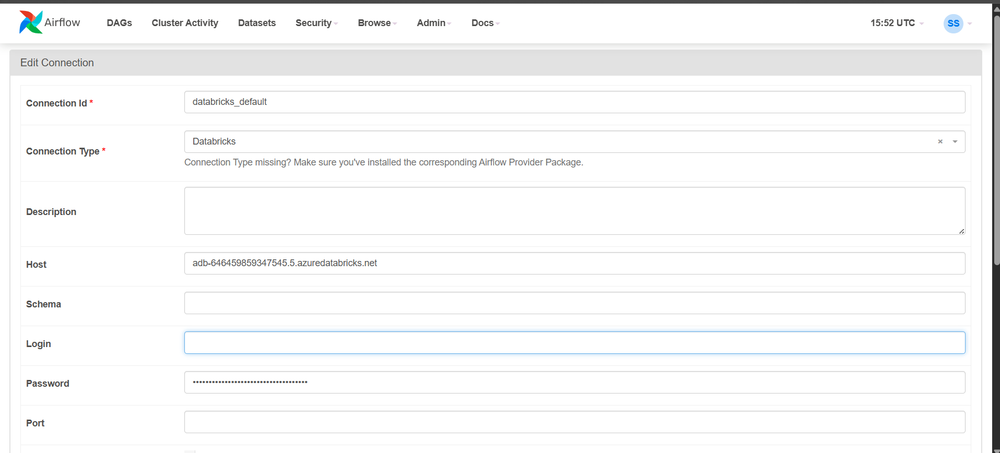 Airflow DAGs Cluster Activity Datasets Security Browse Admin Docs 15:52 UTC SS
Edit Connection
Connection Id * databricks_default
Connection Type * Databricks × 
Connection Type missing? Make sure you've installed the corresponding Airflow Provider Package.
Description
Host adb-646459859347545.5.azuredatabricks.net
Schema
Login
Password ••••••••••••••••••••••••••••••••••••
Port